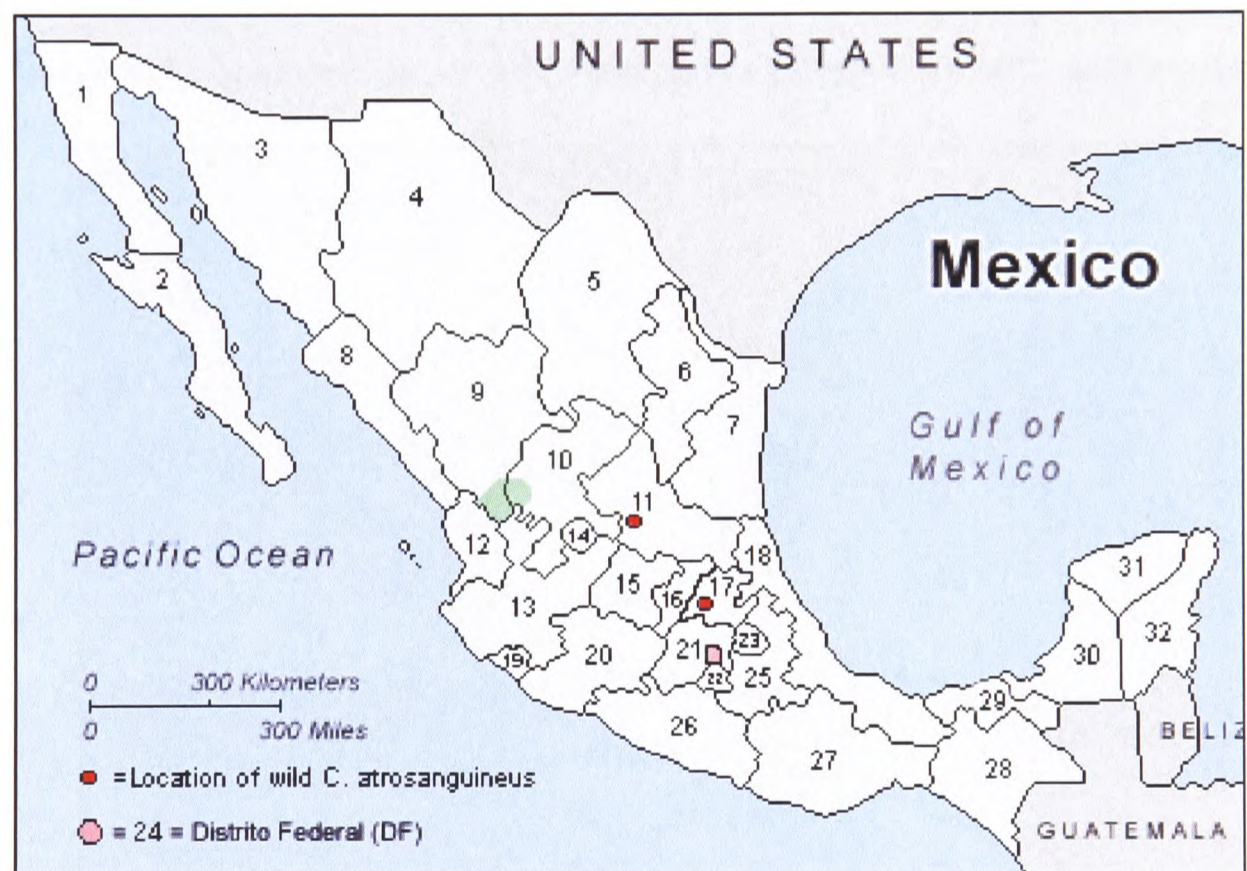 UNITED STATES
1
3
4
Mexico
2
5
8
6
9
7
Gulf of
Mexico
10
11
Pacific Ocean
12
14
18
31
13
15
16
17
32
19
20
21
23
30
22
25
0 300 Kilometers
29
26
0 300 Miles
BELIZ
27
28
=Location of wild C. atrosanguineus
= 24 = Distrito Federal (DF)
GUATEMALA